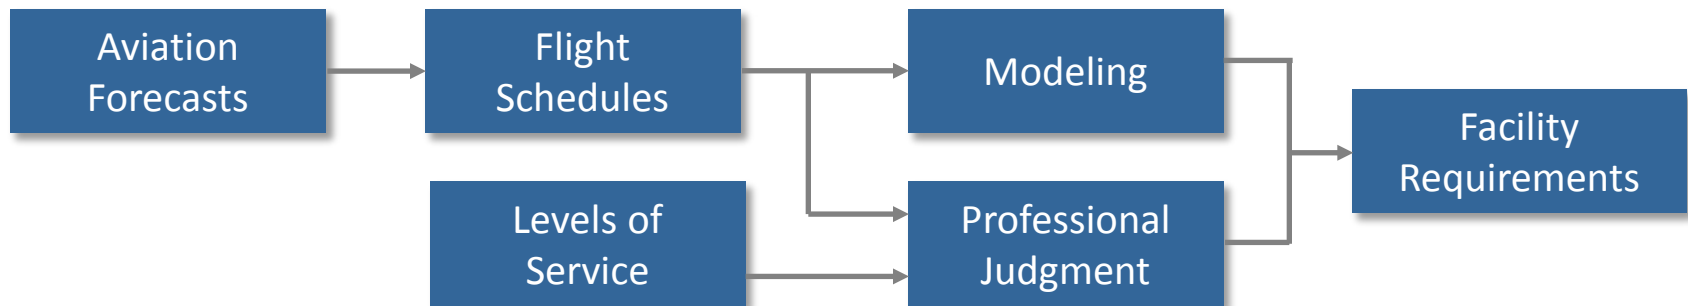 Aviation
Forecasts
Flight
Schedules
Modeling
Facility
Requirements
Levels of
Service
Professional
Judgment